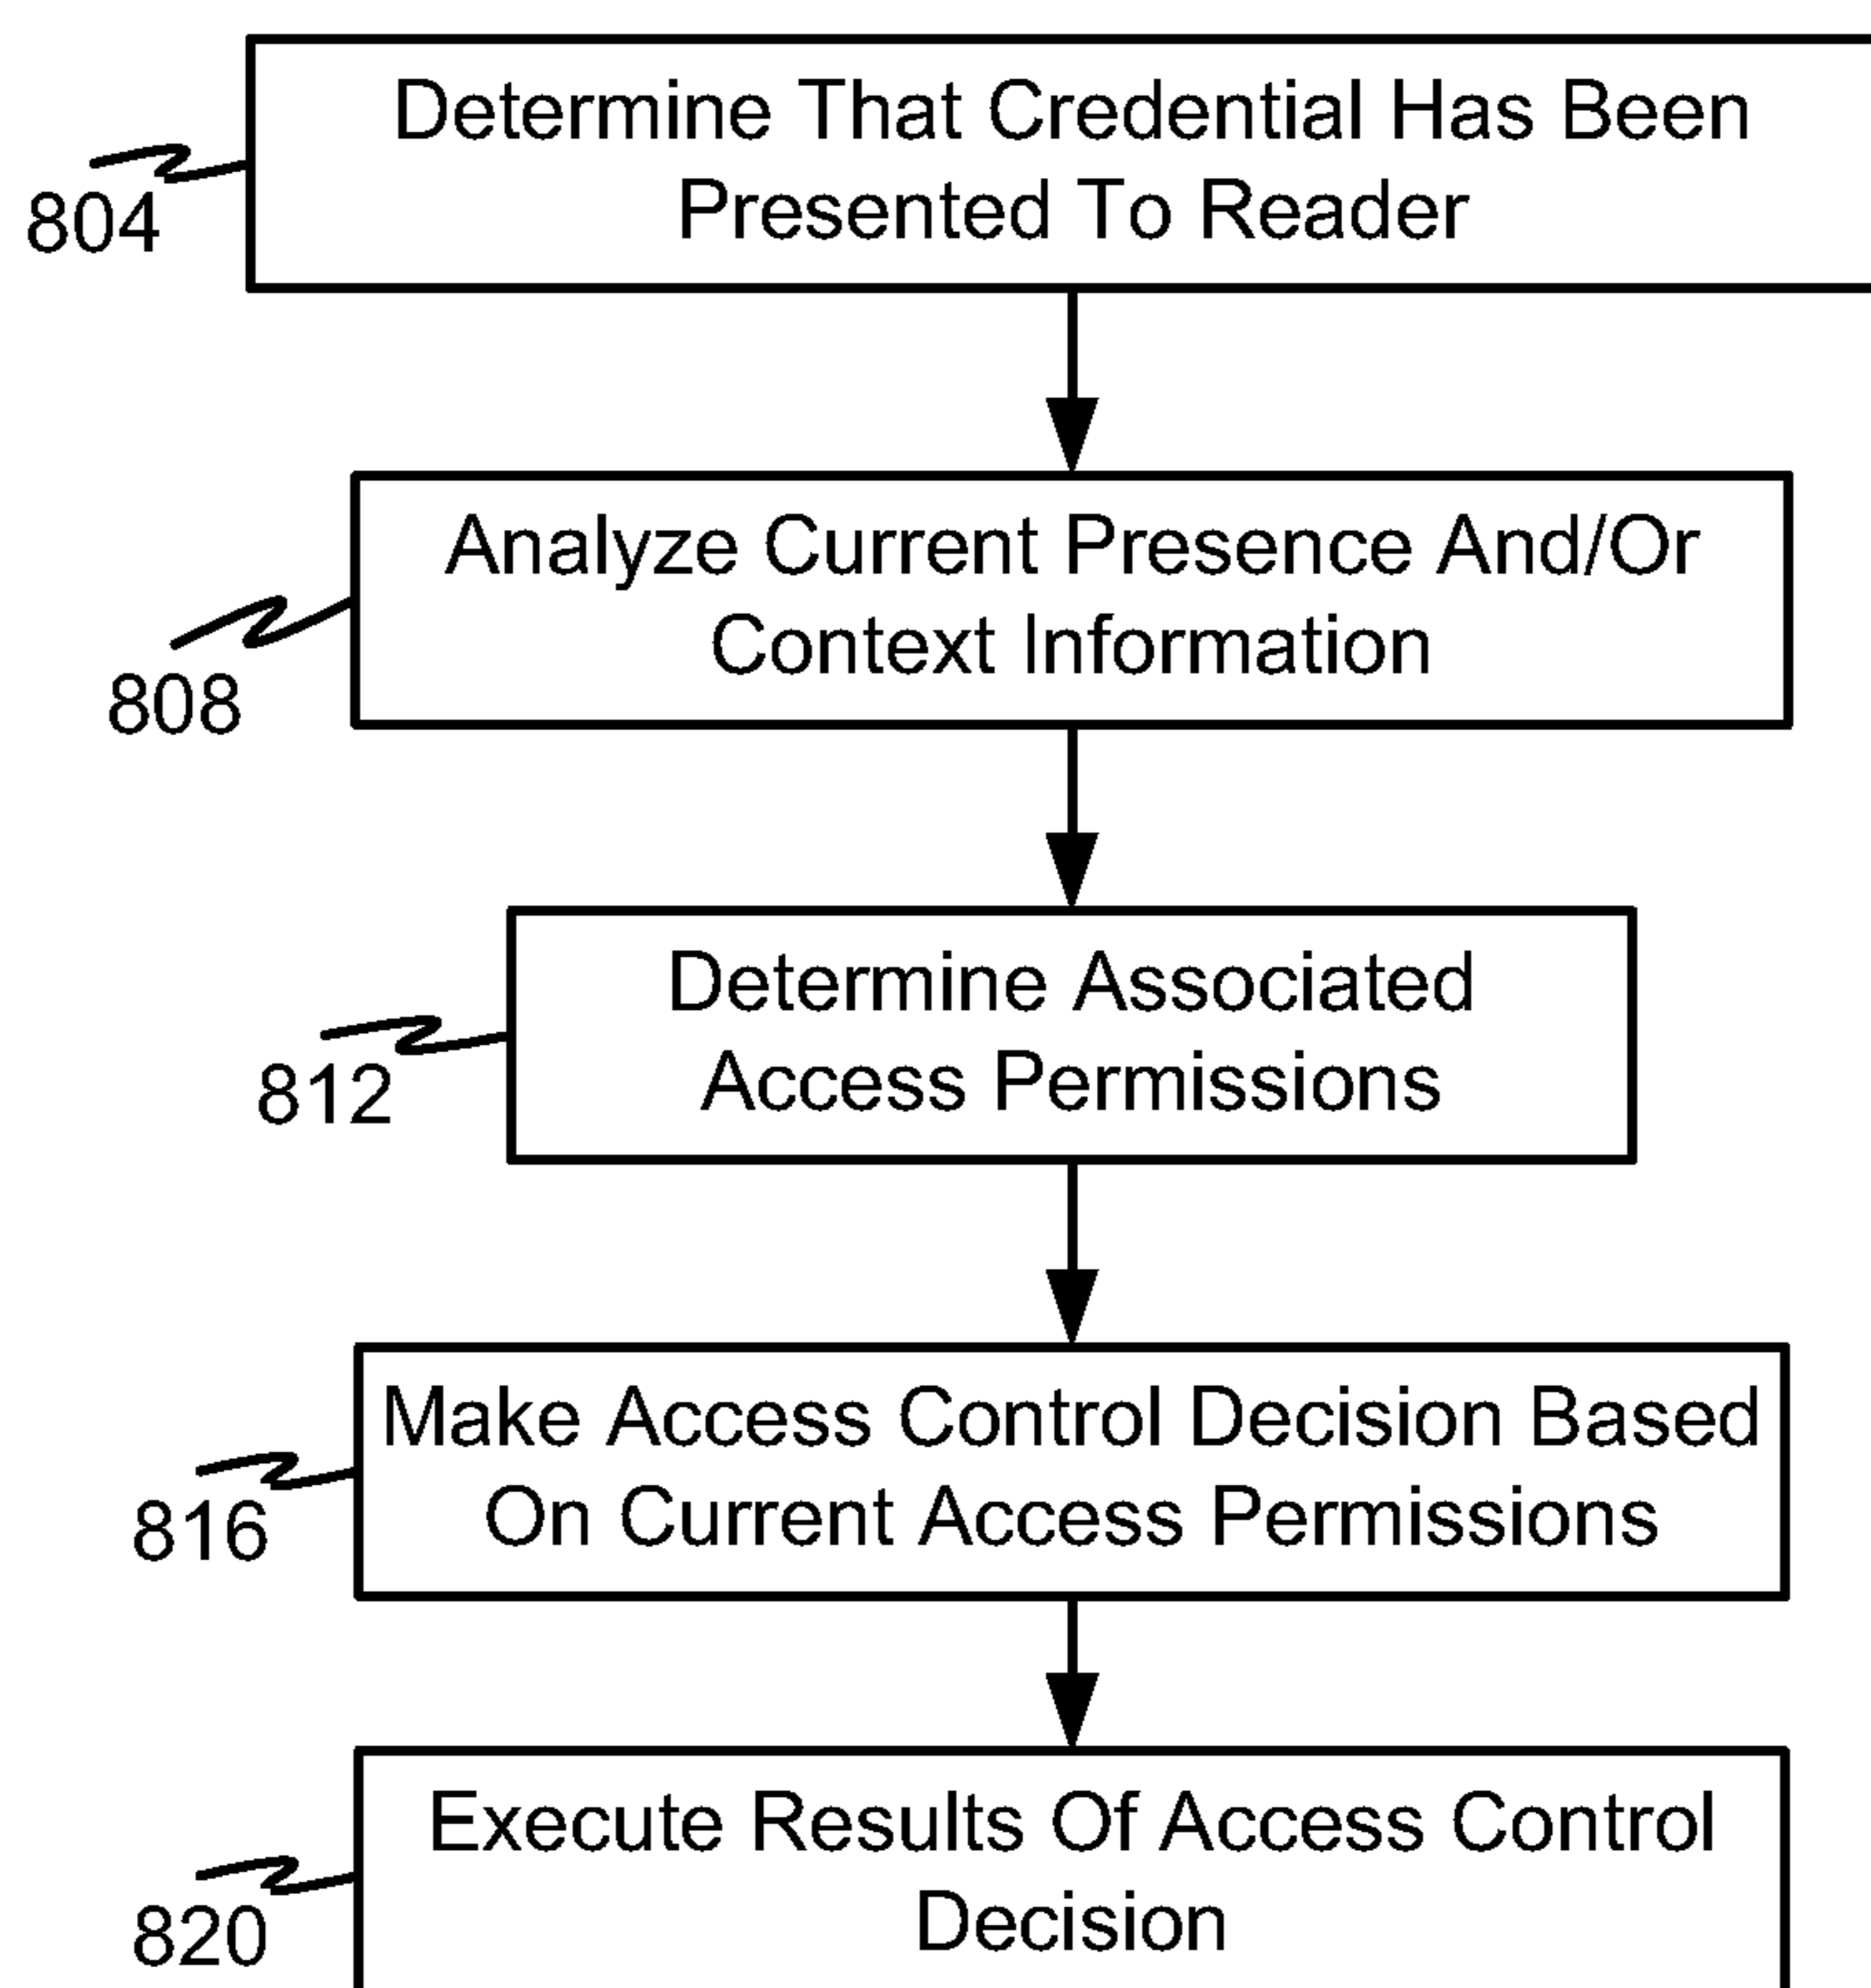 Determine That Credential Has Been
Presented To Reader
804
Analyze Current Presence And/Or
Context Information
808
Determine Associated
Access Permissions
812
Make Access Control Decision Based
On Current Access Permissions
816
Execute Results Of Access Control
Decision
820